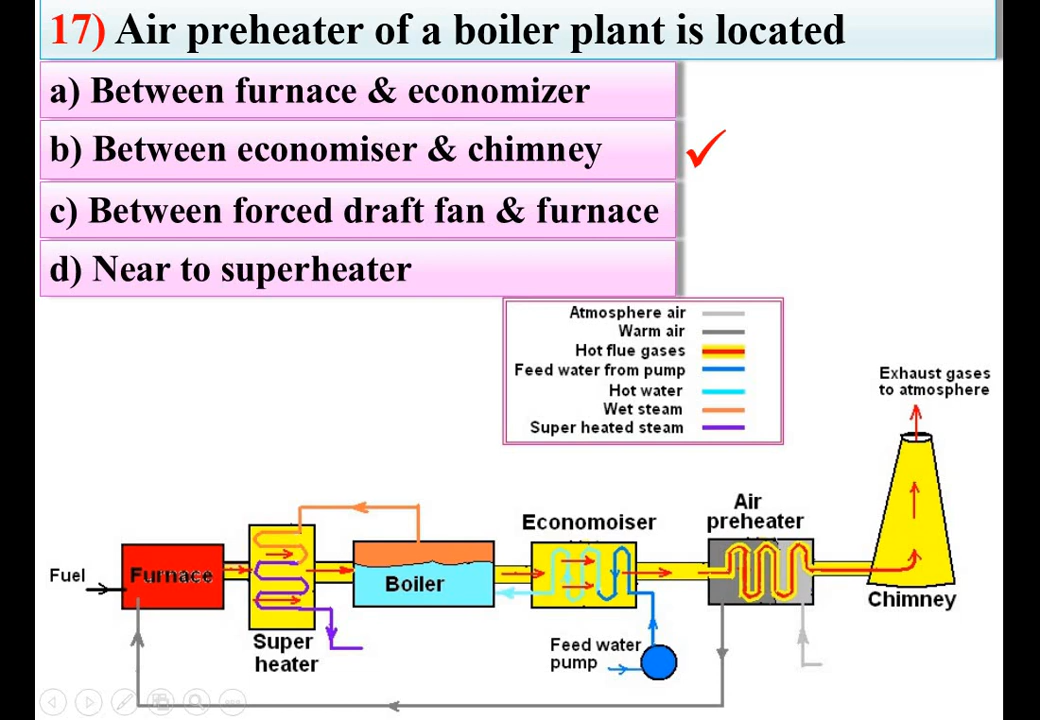 17) Air preheater of a boiler plant is located
a) Between furnace & economizer
b) Between economiser & chimney
c) Between forced draft fan & furnace
d) Near to superheater
Atmosphere air
Warm air
Hot flue gases
Feed water from pump
Hot water
Wet steam
Super heated steam
Exhaust gases
to atmosphere
Air
preheater
Economoiser
Fuel
Furnace
Boiler
Chimney
Super
heater
Feed water
pump